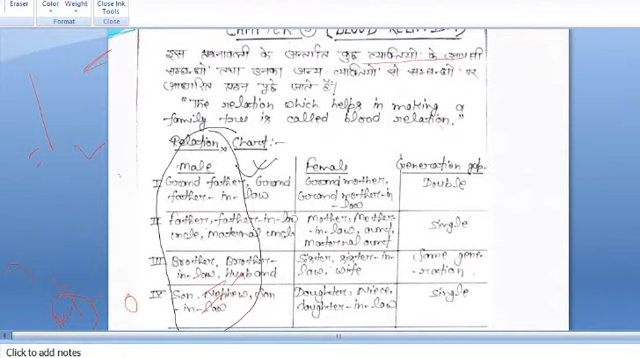 Eraser
Color Weight
Close Ink
Tools
Format
Close
CHAPTER (BLOOD RELATION)
इस के अन्तर्गत कुछ व्यक्तियों के आपसी
सम्बन्धों तथा उनका अन्य व्यक्तियों से सम्बन्धों पर
आधारित प्रश्न पूछे जाते हैं।
"The relation which helps in making a
family tree is called blood relation."
Relation Chart :-
Male Female Generation gap
I Grand father, Grand Grand mother, Double
father-in-law Grand mother-in
-law
II father, father-in-law Mother, Mother- single
uncle, maternal uncle in-law, aunt,
maternal aunt
III Brother, Brother- Sister, sister-in- Same gene-
in-law, husband law, wife ration
IV Son, Nephew, son Daughter, Niece, single
-in-law daughter-in-law
Click to add notes